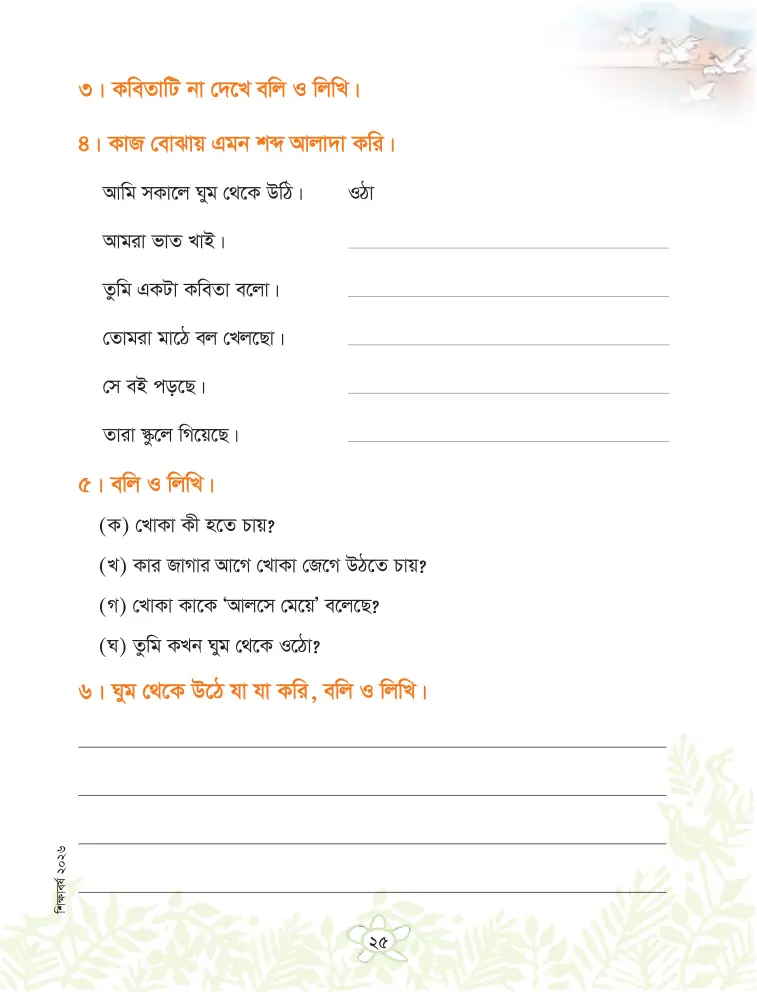 ৩। কবিতাটি না দেখে বলি ও লিখি।
৪। কাজ বোঝায় এমন শব্দ আলাদা করি।
আমি সকালে ঘুম থেকে উঠি। ওঠা
আমরা ভাত খাই।
তুমি একটা কবিতা বলো।
তোমরা মাঠে বল খেলছো।
সে বই পড়ছে।
তারা স্কুলে গিয়েছে।
৫। বলি ও লিখি।
(ক) খোকা কী হতে চায়?
(খ) কার জাগার আগে খোকা জেগে উঠতে চায়?
(গ) খোকা কাকে ‘আলসে মেয়ে’ বলেছে?
(ঘ) তুমি কখন ঘুম থেকে ওঠো?
৬। ঘুম থেকে উঠে যা যা করি, বলি ও লিখি।
শিক্ষাবর্ষ ২০২৬
২৫